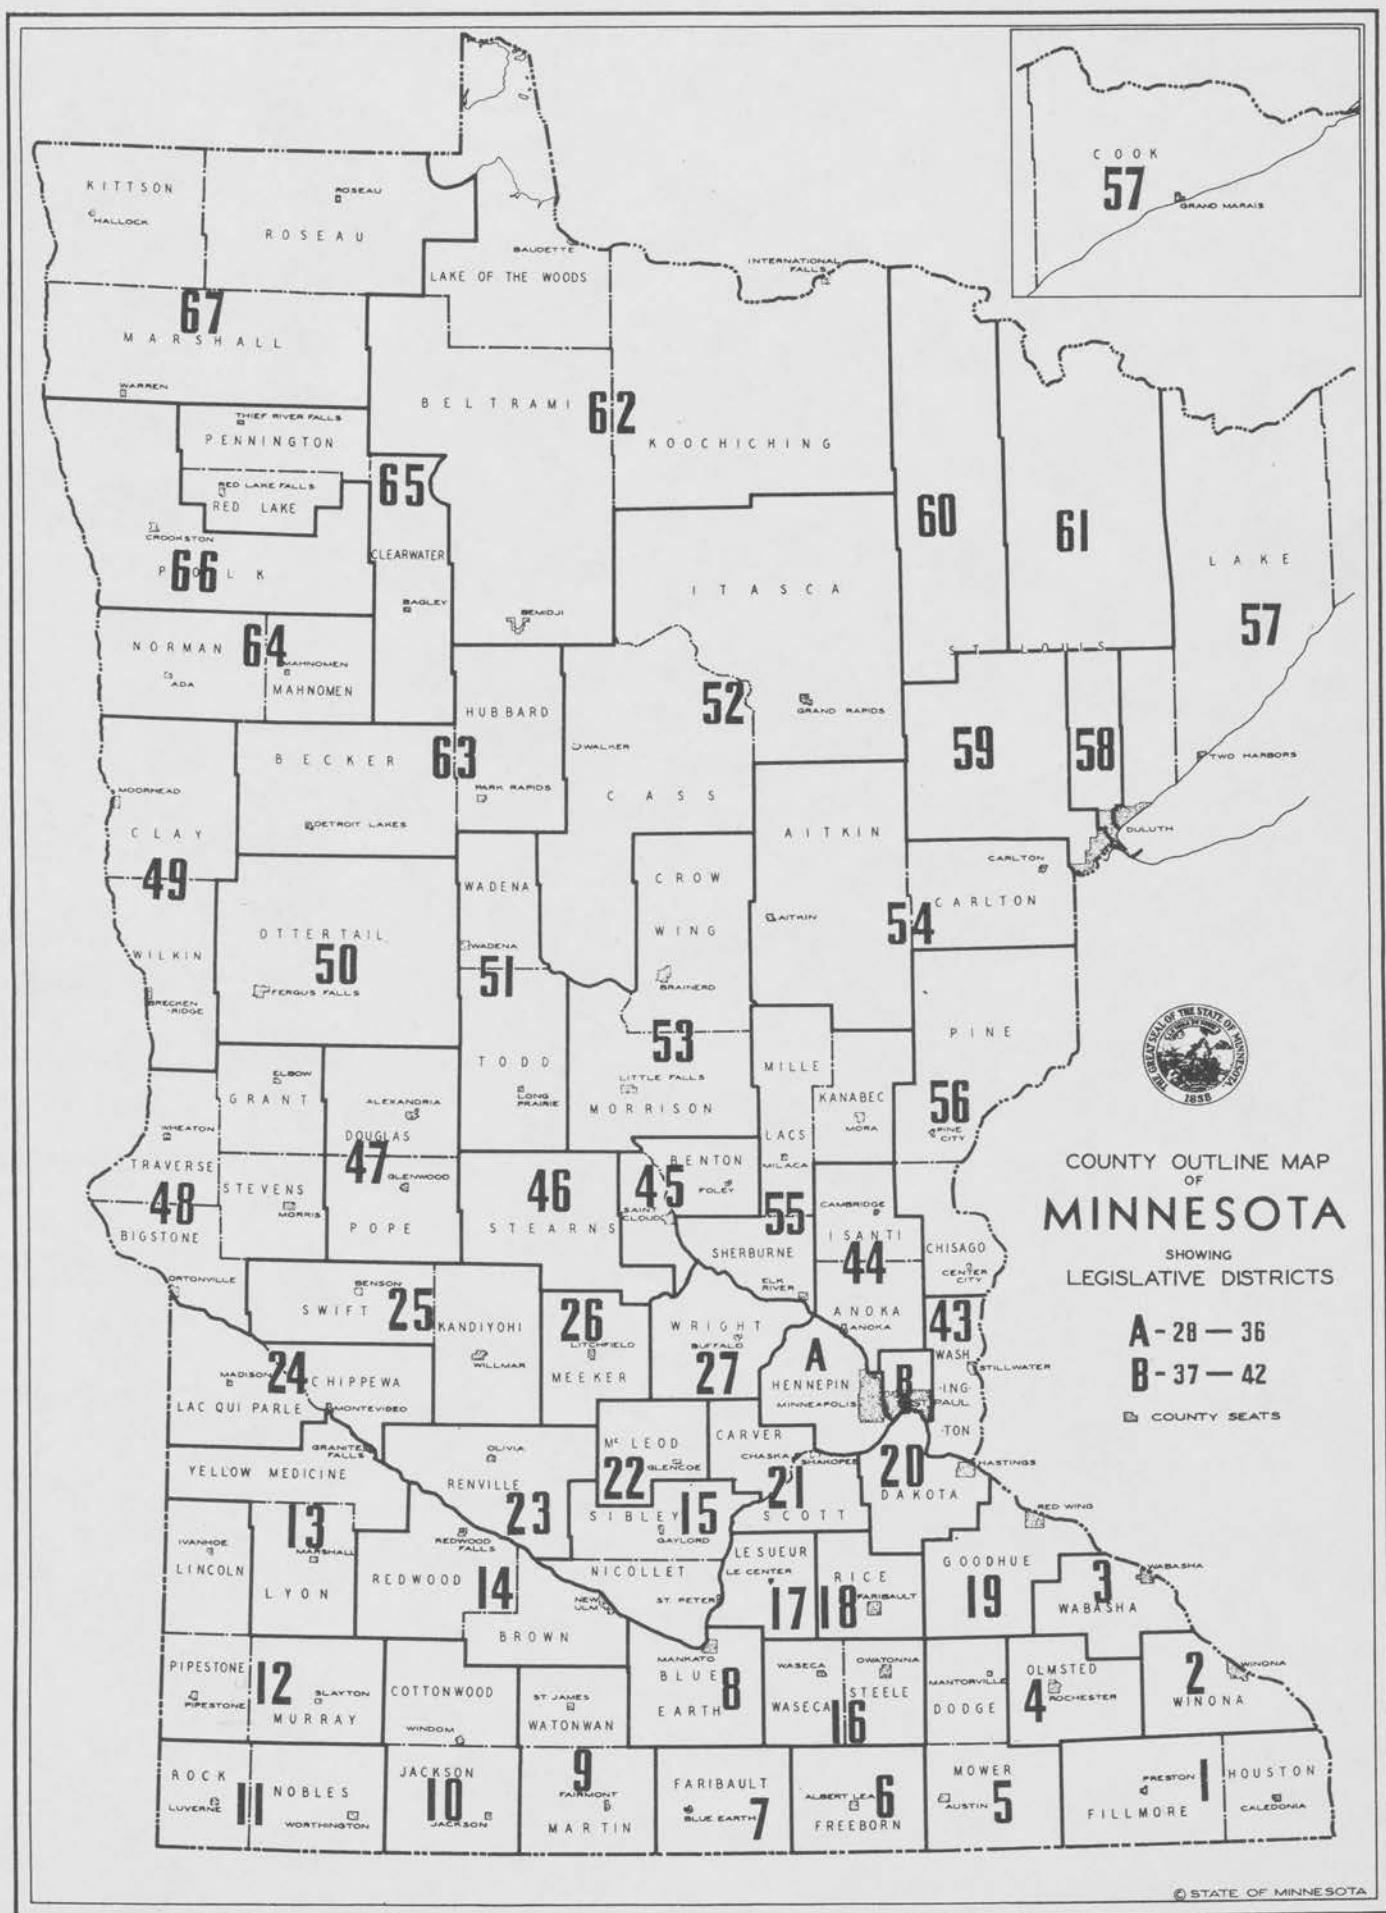 COOK
57
GRAND MARAIS
KITTSON
HALLOCK
ROSEAU
ROSEAU
BAUDETTE
LAKE OF THE WOODS
INTERNATIONAL
FALLS
67
MARSHALL
WARREN
BELTRAMI
62
KOOCHICHING
THIEF RIVER FALLS
PENNINGTON
RED LAKE FALLS
RED LAKE
65
CROOKSTON
66
POLK
CLEARWATER
BAGLEY
BEMIDJI
ITASCA
60
61
LAKE
57
ST. LOUIS
NORMAN
64
ADA
MAHNOMEN
MAHNOMEN
HUBBARD
52
GRAND RAPIDS
63
BECKER
WALKER
PARK RAPIDS
59
58
TWO HARBORS
MOORHEAD
CLAY
DETROIT LAKES
CASS
AITKIN
DULUTH
49
WADENA
CROW
WING
CARLTON
CARLTON
54
AITKIN
OTTERTAIL
50
FERGUS FALLS
WILKIN
BRECKEN
-RIDGE
WADENA
51
BRAINERD
53
TODD
LONG
PRAIRIE
LITTLE FALLS
MORRISON
PINE
56
PINE
CITY
MILLE
LACS
MILACA
KANABEC
MORA
THE GREAT SEAL OF THE STATE OF MINNESOTA
1858
ELBOW
GRANT
ALEXANDRIA
DOUGLAS
47
GLENWOOD
POPE
WHEATON
TRAVERSE
48
BIGSTONE
STEVENS
MORRIS
46
STEARNS
45
SAINT
CLOUD
BENTON
FOLEY
55
SHERBURNE
ELK
RIVER
CAMBRIDGE
ISANTI
44
ANOKA
ANOKA
CHISAGO
CENTER
CITY
43
WASH
-ING-
-TON
STILLWATER
COUNTY OUTLINE MAP
OF
MINNESOTA
SHOWING
LEGISLATIVE DISTRICTS
A - 28 — 36
B - 37 — 42
COUNTY SEATS
ORTONVILLE
BENSON
SWIFT
25
KANDIYOHI
WILLMAR
26
LITCHFIELD
MEEKER
WRIGHT
BUFFALO
27
A
HENNEPIN
MINNEAPOLIS
B
ST. PAUL
24
MADISON
CHIPPEWA
LAC QUI PARLE
MONTEVIDEO
GRANITE
FALLS
YELLOW MEDICINE
OLIVIA
RENVILLE
23
McLEOD
22
GLENCOE
CARVER
CHASKA
SHAKOPEE
21
SCOTT
20
DAKOTA
HASTINGS
SIBLEY
15
GAYLORD
RED WING
13
IVANHOE
LINCOLN
MARSHALL
LYON
REDWOOD
FALLS
REDWOOD
14
NICOLLET
NEW
ULM
ST. PETER
BROWN
LE SUEUR
LE CENTER
17
18
RICE
FARIBAULT
GOODHUE
19
3
WABASHA
WABASHA
PIPESTONE
PIPESTONE
12
SLAYTON
MURRAY
COTTONWOOD
WINDOM
ST. JAMES
WATONWAN
MANKATO
BLUE
EARTH
8
WASECA
WASECA
16
OWATONNA
STEELE
MANTORVILLE
DODGE
OLMSTED
4
ROCHESTER
2
WINONA
WINONA
ROCK
LUVERNE
11
NOBLES
WORTHINGTON
JACKSON
10
JACKSON
9
FAIRMONT
MARTIN
FARIBAULT
BLUE EARTH
7
ALBERT LEA
6
FREEBORN
MOWER
AUSTIN
5
PRESTON
1
FILLMORE
HOUSTON
CALEDONIA
© STATE OF MINNESOTA